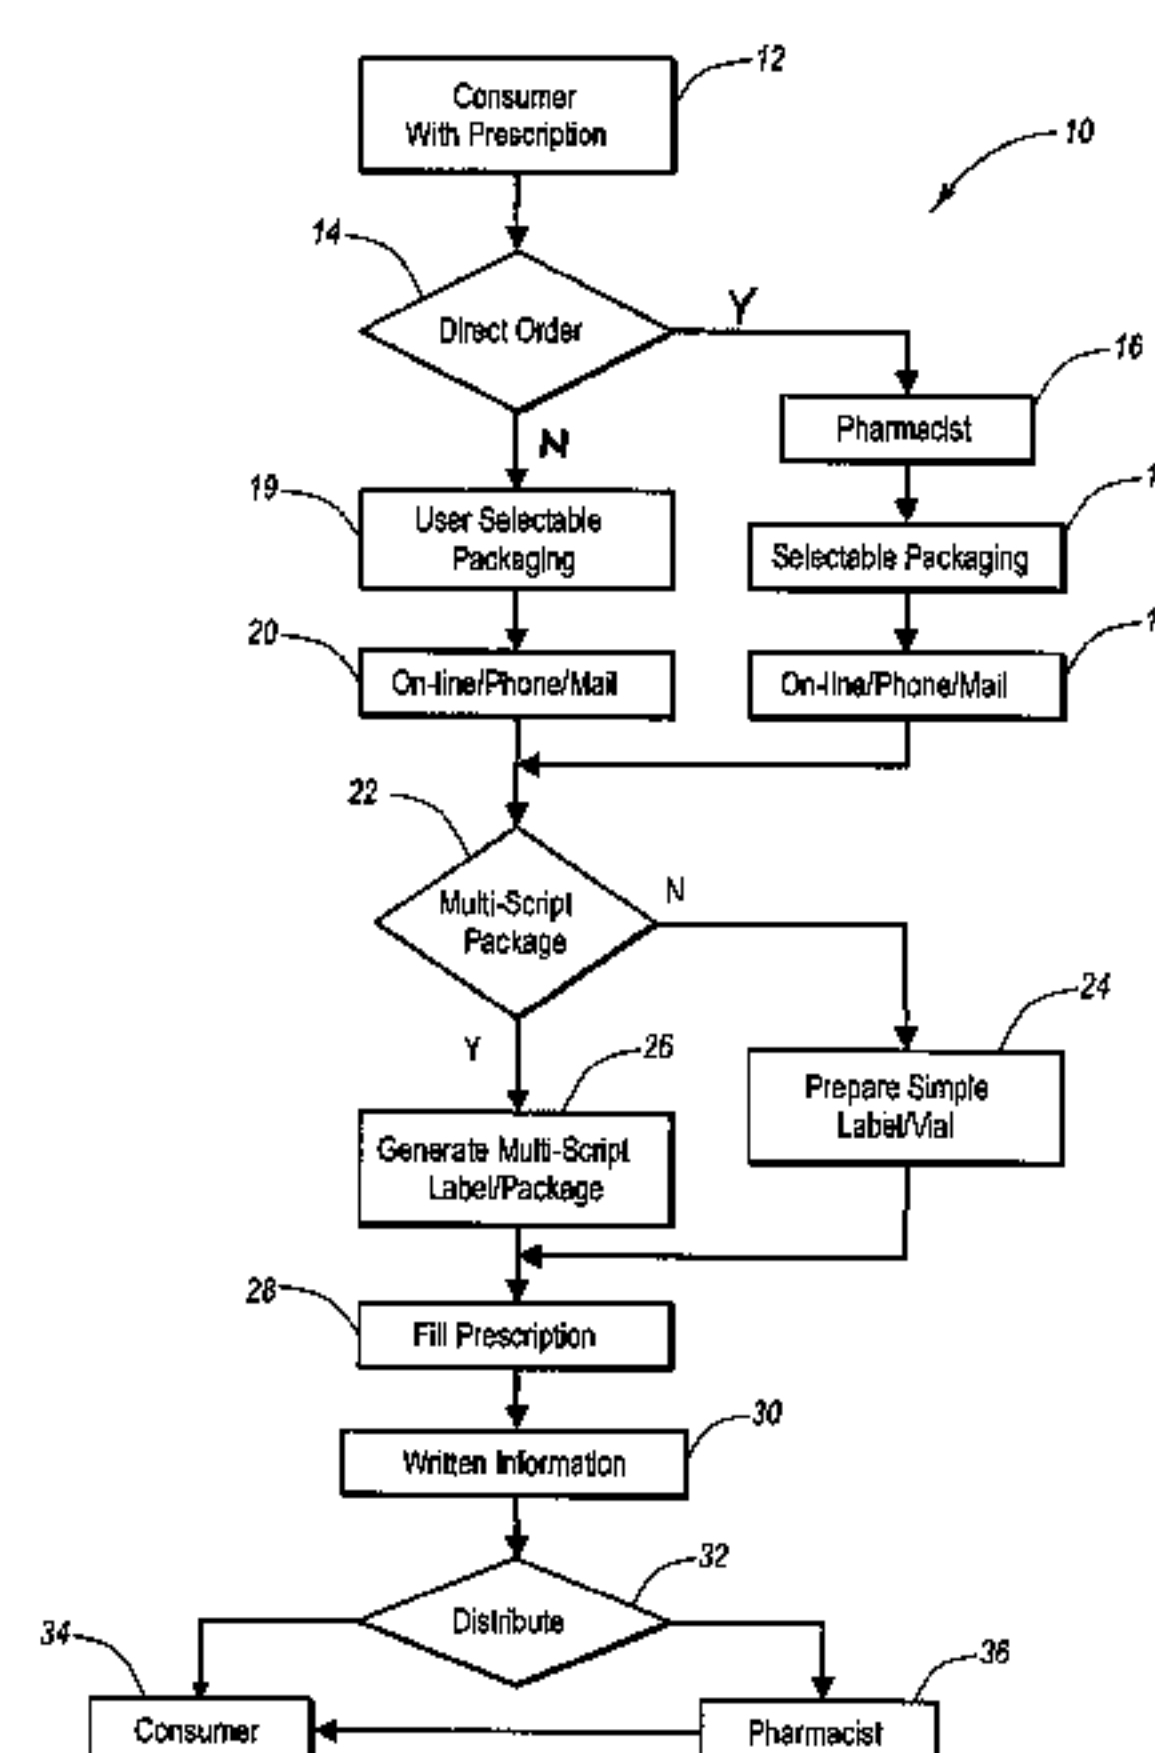 12
Consumer
With Prescription
10
14
Direct Order
Y
16
Pharmacist
N
19
User Selectable
Packaging
Selectable Packaging
20
On-line/Phone/Mail
On-line/Phone/Mail
22
Multi-Script
Package
N
24
Y
26
Prepare Simple
Label/Vial
Generate Multi-Script
Label/Package
28
Fill Prescription
30
Written Information
32
Distribute
34
36
Consumer
Pharmacist